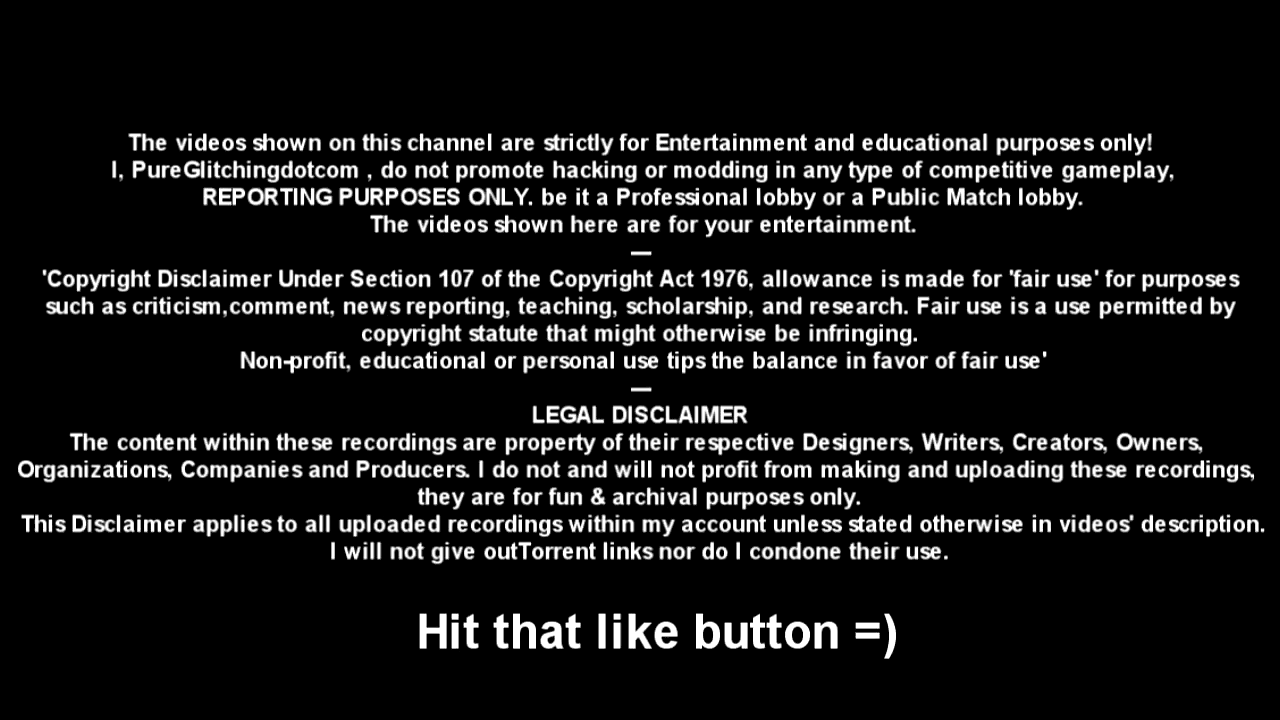 The videos shown on this channel are strictly for Entertainment and educational purposes only!
I, PureGlitchingdotcom , do not promote hacking or modding in any type of competitive gameplay,
REPORTING PURPOSES ONLY. be it a Professional lobby or a Public Match lobby.
The videos shown here are for your entertainment.
—
'Copyright Disclaimer Under Section 107 of the Copyright Act 1976, allowance is made for 'fair use' for purposes
such as criticism,comment, news reporting, teaching, scholarship, and research. Fair use is a use permitted by
copyright statute that might otherwise be infringing.
Non-profit, educational or personal use tips the balance in favor of fair use'
—
LEGAL DISCLAIMER
The content within these recordings are property of their respective Designers, Writers, Creators, Owners,
Organizations, Companies and Producers. I do not and will not profit from making and uploading these recordings,
they are for fun & archival purposes only.
This Disclaimer applies to all uploaded recordings within my account unless stated otherwise in videos' description.
I will not give outTorrent links nor do I condone their use.
Hit that like button =)